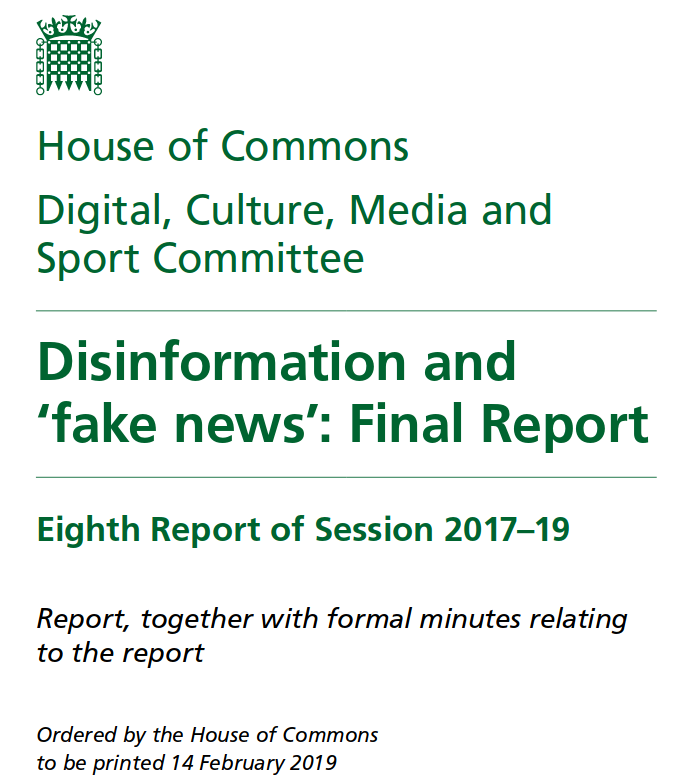 House of Commons
Digital, Culture, Media and
Sport Committee
Disinformation and
‘fake news’: Final Report
Eighth Report of Session 2017–19
Report, together with formal minutes relating
to the report
Ordered by the House of Commons
to be printed 14 February 2019